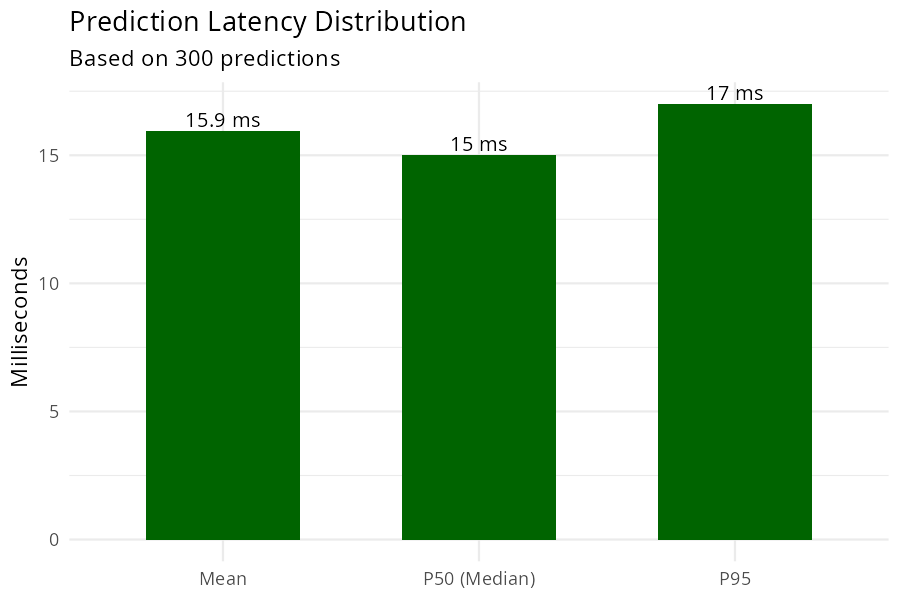 Prediction Latency Distribution
Based on 300 predictions
17 ms
15.9 ms
15 ms
15
10
5
0
Milliseconds
Mean
P50 (Median)
P95